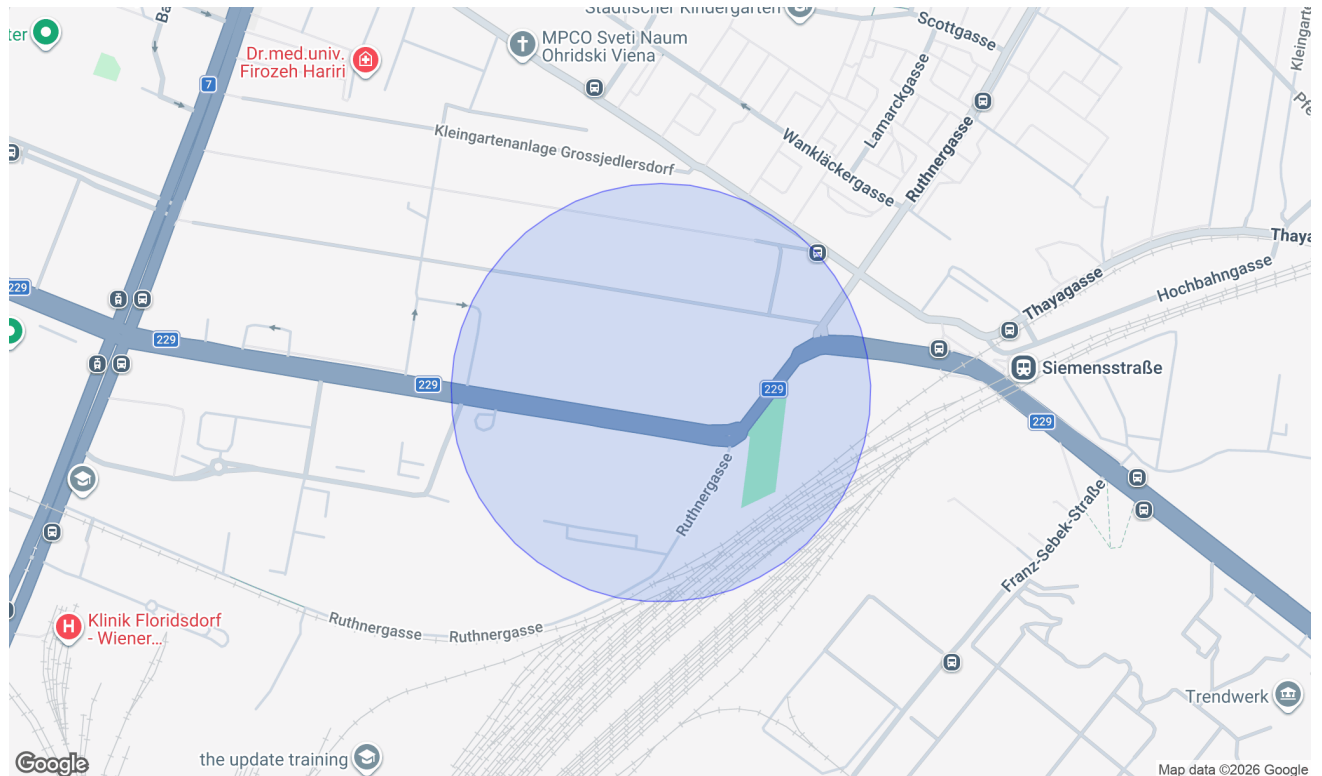 Städtischer Kindergarten
Scottgasse
ter
MPCO Sveti Naum
Ohridski Viena
Dr.med.univ.
Firozeh Hariri
7
Kleingarte
Lamarckgasse
Kleingartenanlage Grossjedlersdorf
Wankläckergasse
Ruthnergasse
Thaya
Hochbahngasse
Thayagasse
229
229
229
229
229
Siemensstraße
Ruthnergasse
Franz-Sebek-Straße
Klinik Floridsdorf
- Wiener...
Ruthnergasse
Ruthnergasse
Trendwerk
the update training
Google
Map data ©2026 Google